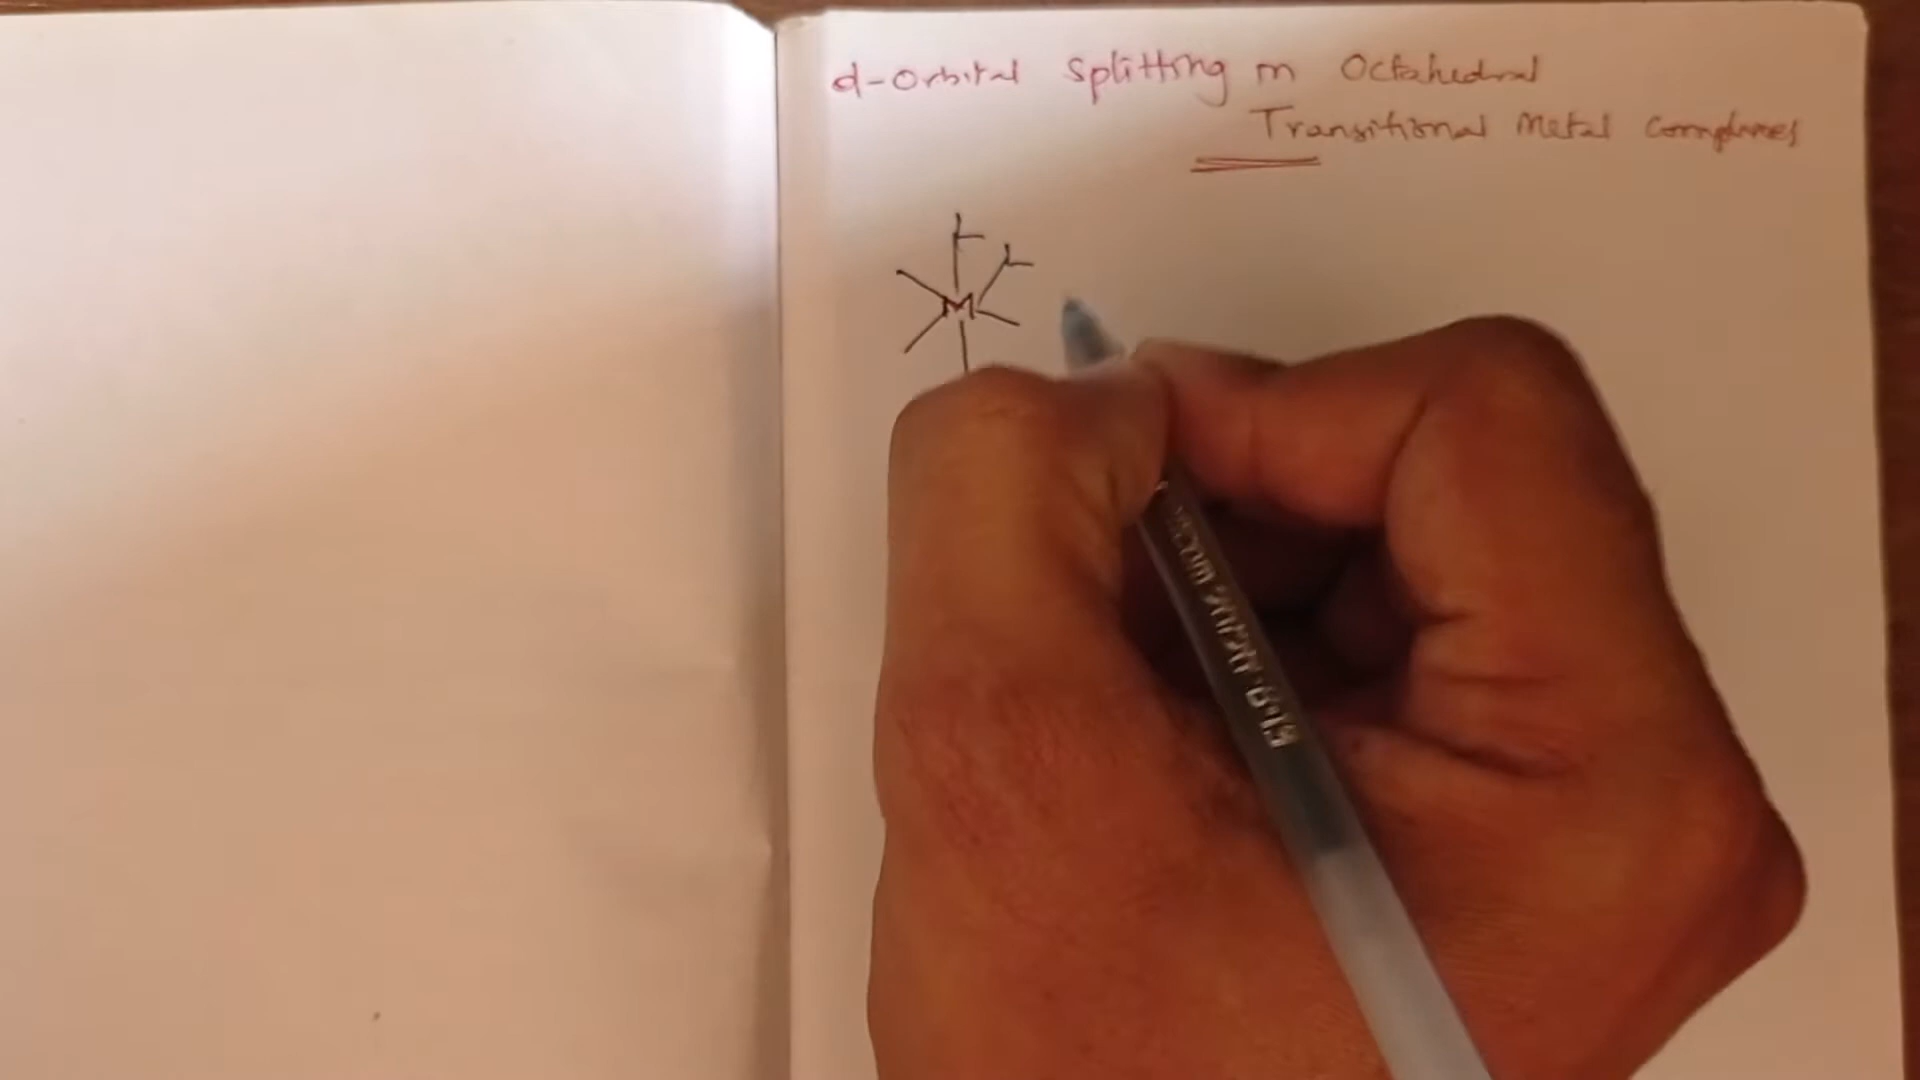 d-orbital Splitting in Octahedral
Transitional Metal Complexes
L
L
M